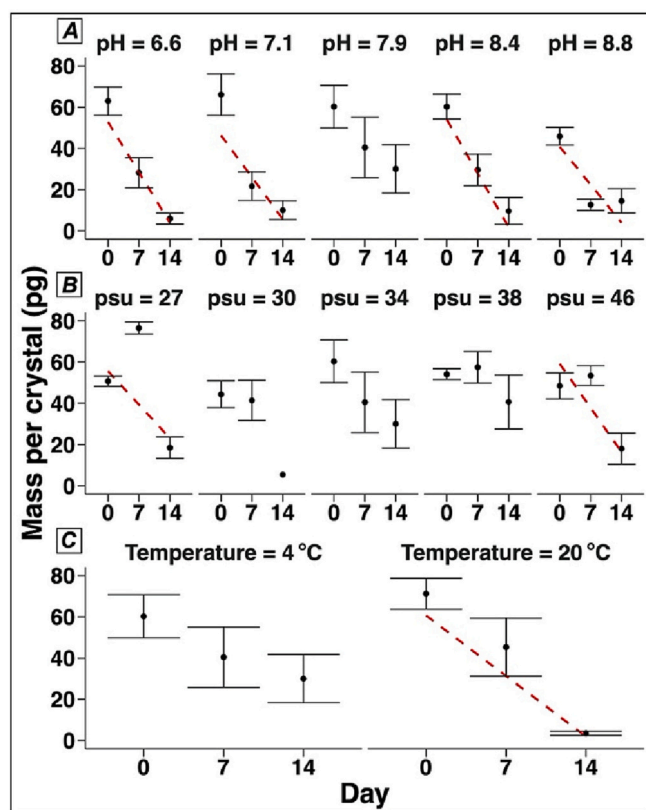 A
pH = 6.6 pH = 7.1 pH = 7.9 pH = 8.4 pH = 8.8
80
60
40
20
0
0 7 14 0 7 14 0 7 14 0 7 14 0 7 14
B
psu = 27 psu = 30 psu = 34 psu = 38 psu = 46
80
60
40
20
0
0 7 14 0 7 14 0 7 14 0 7 14 0 7 14
C
Temperature = 4 °C Temperature = 20 °C
80
60
40
20
0
0 7 14 0 7 14
Mass per crystal (pg)
Day